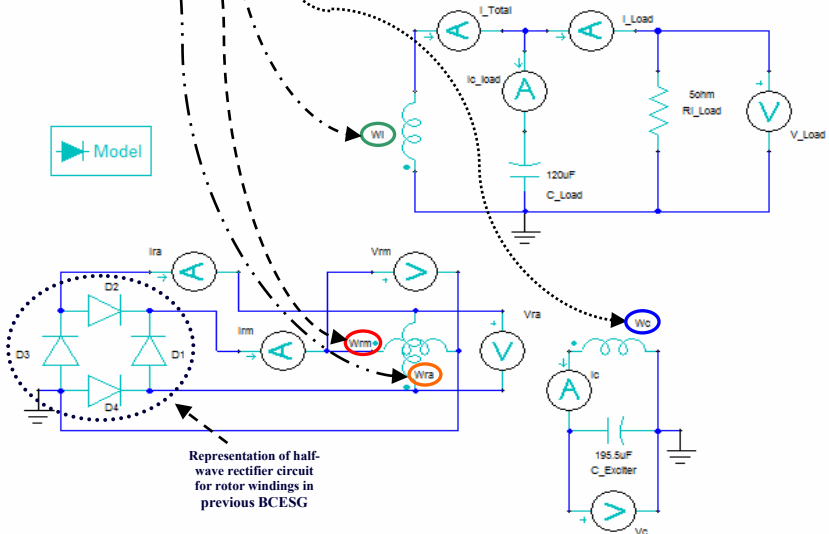 I_Total
I_Load
Ic_load
A
A
A
5ohm
RI_Load
V
V_Load
Wl
120uF
C_Load
Model
Ira
A
Vrm
V
D2
Irm
A
Wrm
Vra
V
Wc
D3
D1
Wra
A
Ic
D4
195.5uF
C_Exciter
V
Vc
Representation of half-
wave rectifier circuit
for rotor windings in
previous BCESG